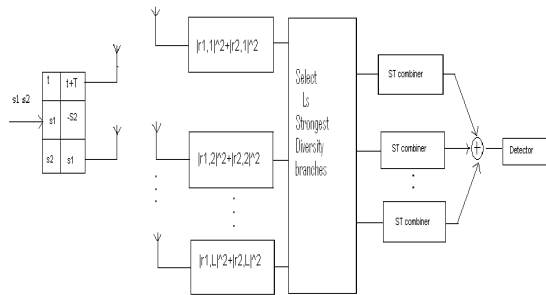 s1 s2
t t+T
s1 -S2
s2 s1
|r1,1|^2+|r2,1|^2
|r1,2|^2+|r2,2|^2
|r1,L|^2+|r2,L|^2
Select
Ls
Strongest
Diversity
branches
ST combiner
ST combiner
ST combiner
+
Detector